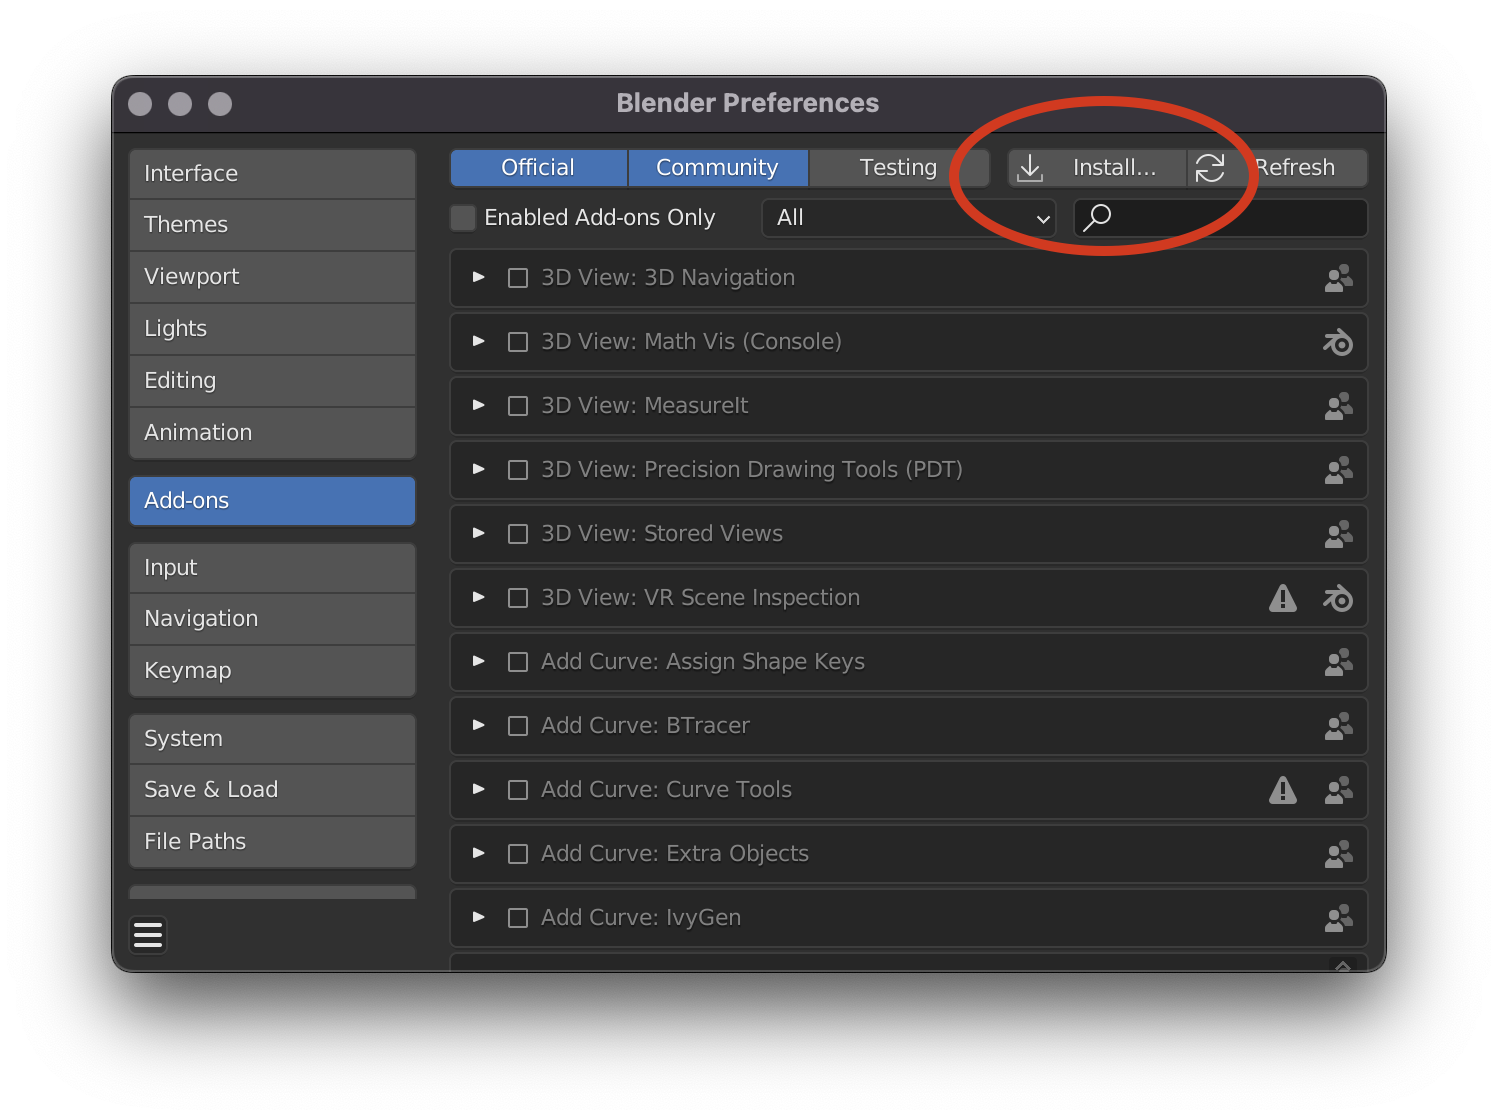 Blender Preferences
Interface
Themes
Viewport
Lights
Editing
Animation
Add-ons
Input
Navigation
Keymap
System
Save & Load
File Paths
Official Community Testing Install... Refresh
Enabled Add-ons Only All
3D View: 3D Navigation
3D View: Math Vis (Console)
3D View: MeasureIt
3D View: Precision Drawing Tools (PDT)
3D View: Stored Views
3D View: VR Scene Inspection
Add Curve: Assign Shape Keys
Add Curve: BTracer
Add Curve: Curve Tools
Add Curve: Extra Objects
Add Curve: IvyGen